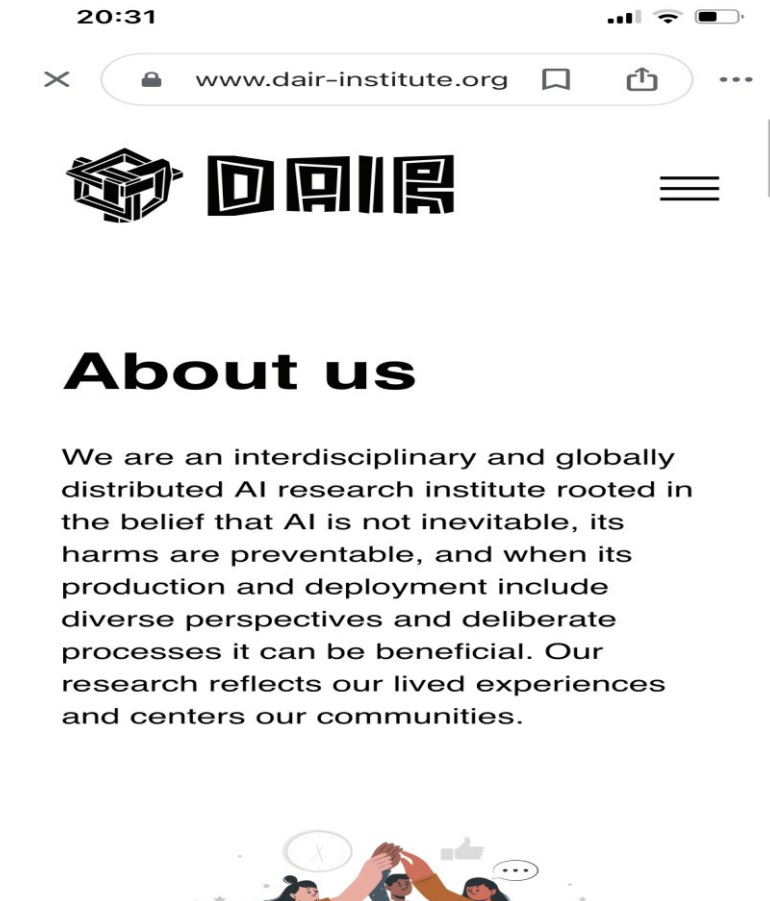 20:31
www.dair-institute.org
DAIR
About us
We are an interdisciplinary and globally
distributed AI research institute rooted in
the belief that AI is not inevitable, its
harms are preventable, and when its
production and deployment include
diverse perspectives and deliberate
processes it can be beneficial. Our
research reflects our lived experiences
and centers our communities.